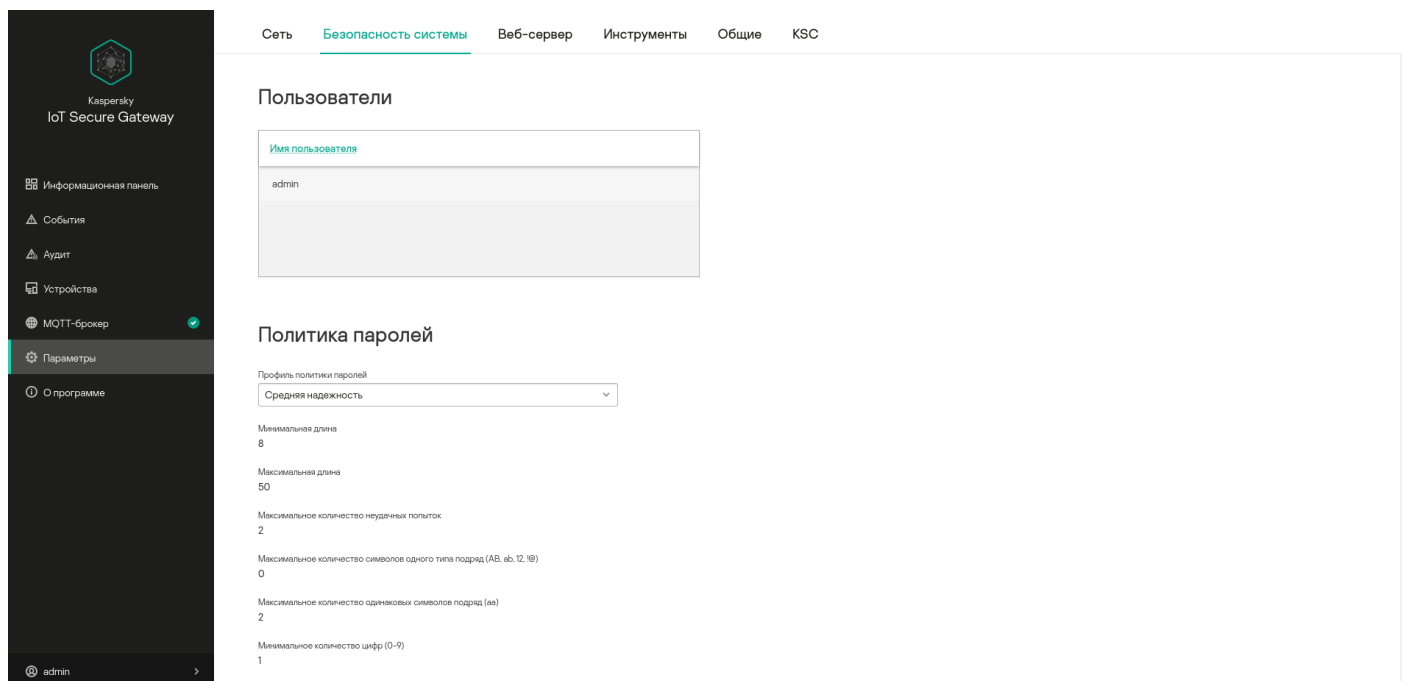 Kaspersky
IoT Secure Gateway
Информационная панель
События
Аудит
Устройства
MQTT-брокер
Параметры
О программе
admin
Сеть Безопасность системы Веб-сервер Инструменты Общие KSC
Пользователи
Имя пользователя
admin
Политика паролей
Профиль политики паролей
Средняя надежность
Минимальная длина
8
Максимальная длина
50
Максимальное количество неудачных попыток
2
Максимальное количество символов одного типа подряд (AB, ab, 12, !@)
0
Максимальное количество одинаковых символов подряд (aa)
2
Минимальное количество цифр (0-9)
1